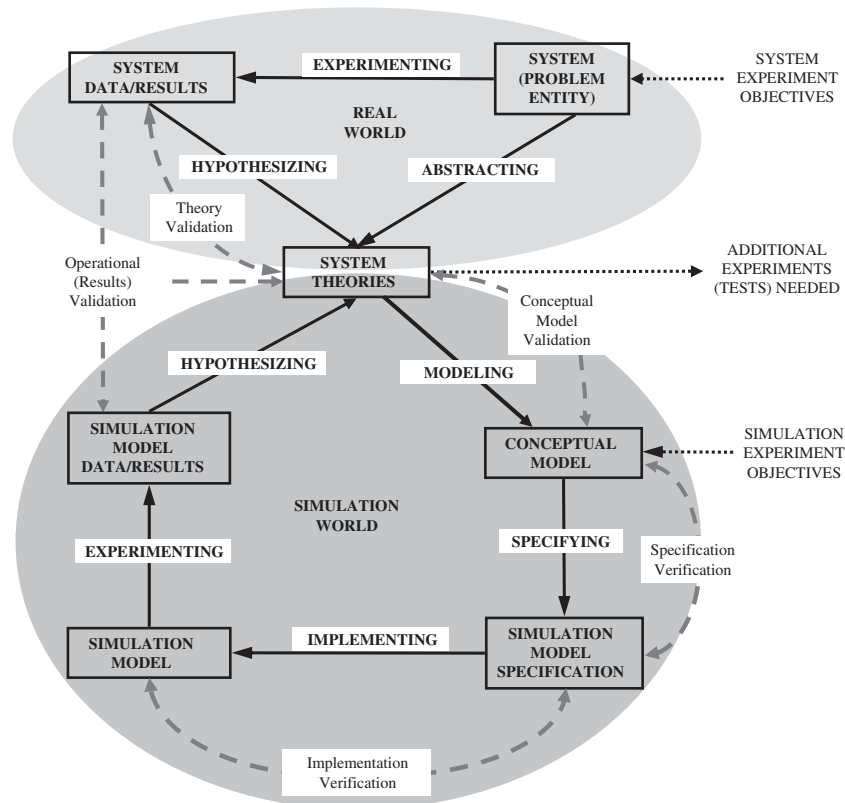 SYSTEM
DATA/RESULTS
EXPERIMENTING
SYSTEM
(PROBLEM
ENTITY)
SYSTEM
EXPERIMENT
OBJECTIVES
REAL
WORLD
HYPOTHESIZING
ABSTRACTING
Theory
Validation
Operational
(Results)
Validation
SYSTEM
THEORIES
ADDITIONAL
EXPERIMENTS
(TESTS) NEEDED
Conceptual
Model
Validation
HYPOTHESIZING
MODELING
SIMULATION
MODEL
DATA/RESULTS
CONCEPTUAL
MODEL
SIMULATION
EXPERIMENT
OBJECTIVES
SIMULATION
WORLD
EXPERIMENTING
SPECIFYING
Specification
Verification
SIMULATION
MODEL
IMPLEMENTING
SIMULATION
MODEL
SPECIFICATION
Implementation
Verification